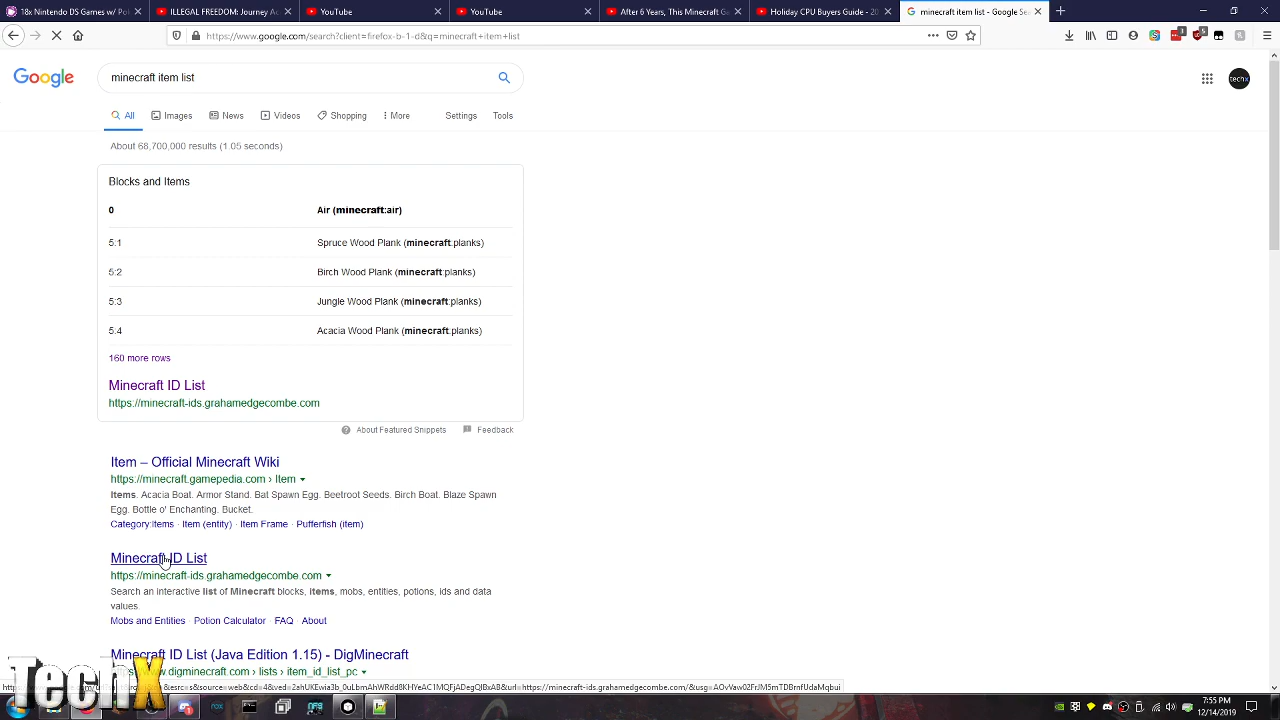 18x Nintendo DS Games w/ Pok
ILLEGAL FREEDOM: Journey Ac
YouTube
YouTube
After 6 Years, This Minecraft Ga
Holiday CPU Buyers Guide - 20
minecraft item list - Google Sea
https://www.google.com/search?client=firefox-b-1-d&q=minecraft+item+list
Google
minecraft item list
techx
All
Images
News
Videos
Shopping
More
Settings
Tools
About 68,700,000 results (1.05 seconds)
Blocks and Items
0 Air (minecraft:air)
5:1 Spruce Wood Plank (minecraft:planks)
5:2 Birch Wood Plank (minecraft:planks)
5:3 Jungle Wood Plank (minecraft:planks)
5:4 Acacia Wood Plank (minecraft:planks)
160 more rows
Minecraft ID List
https://minecraft-ids.grahamedgecombe.com
About Featured Snippets
Feedback
Item – Official Minecraft Wiki
https://minecraft.gamepedia.com › Item
Items. Acacia Boat. Armor Stand. Bat Spawn Egg. Beetroot Seeds. Birch Boat. Blaze Spawn
Egg. Bottle o' Enchanting. Bucket.
Category:Items · Item (entity) · Item Frame · Pufferfish (item)
Minecraft ID List
https://minecraft-ids.grahamedgecombe.com
Search an interactive list of Minecraft blocks, items, mobs, entities, potions, ids and data
values.
Mobs and Entities · Potion Calculator · FAQ · About
Minecraft ID List (Java Edition 1.15) - DigMinecraft
www.digminecraft.com › lists › item_id_list_pc
TechX
7:55 PM
12/14/2019